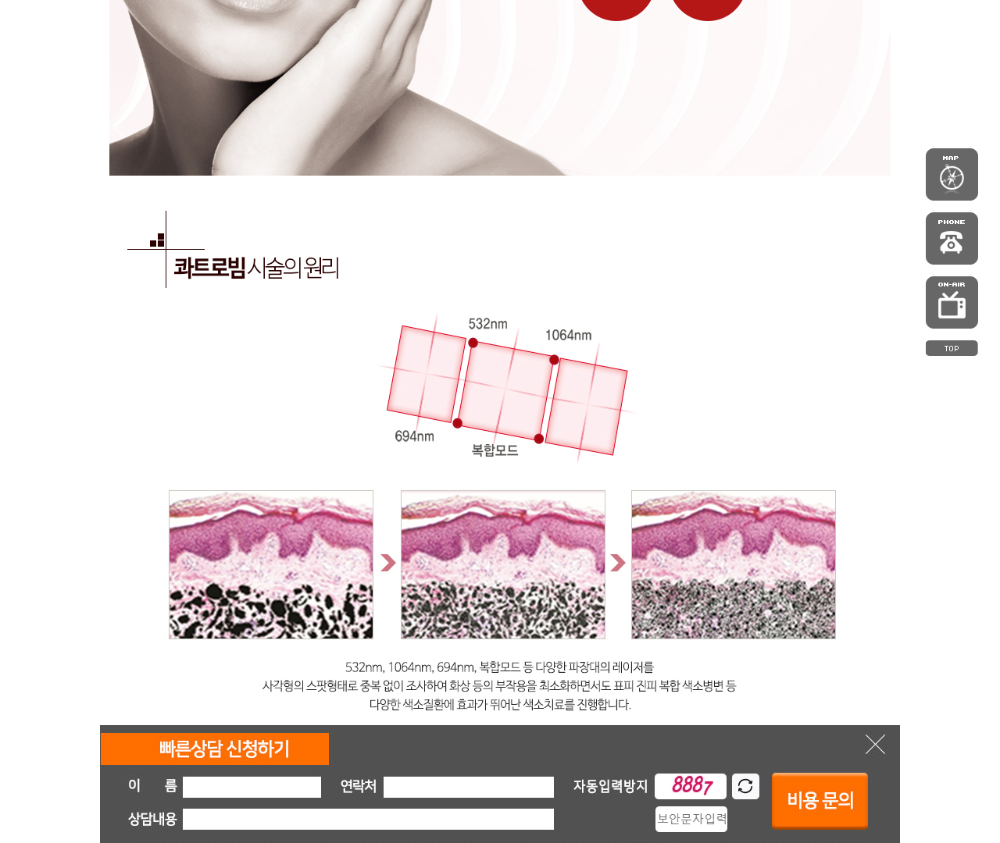 MAP
PHONE
ON-AIR
TOP
콰트로빔 시술의 원리
532nm
1064nm
694nm
복합모드
532nm, 1064nm, 694nm, 복합모드 등 다양한 파장대의 레이저를
사각형의 스팟형태로 중복 없이 조사하여 화상 등의 부작용을 최소화하면서도 표피 진피 복합 색소병변 등
다양한 색소질환에 효과가 뛰어난 색소치료를 진행합니다.
빠른상담 신청하기
이 름
연락처
자동입력방지
8887
비용 문의
상담내용
보안문자입력